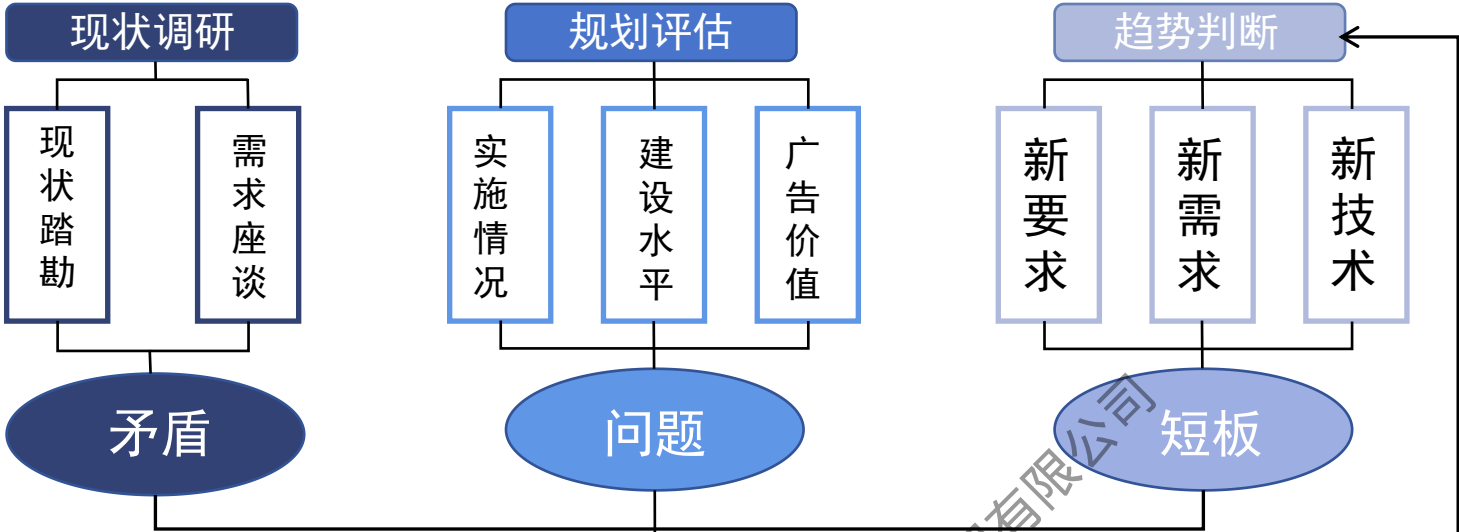 现状调研
规划评估
趋势判断
现状踏勘
需求座谈
实施情况
建设水平
广告价值
新要求
新需求
新技术
矛盾
问题
短板
有限公司